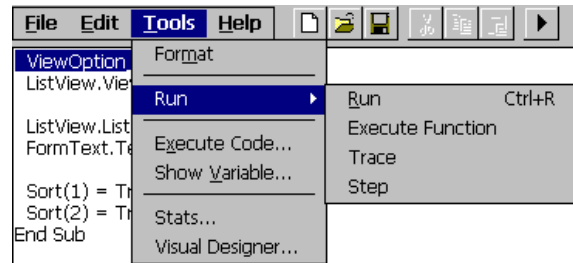 File Edit Tools Help
ViewOption
ListView.Vie
ListView.List
FormText.Te
Sort(1) = Tr
Sort(2) = Tr
End Sub
Format
Run
Execute Code...
Show Variable...
Stats...
Visual Designer...
Run Ctrl+R
Execute Function
Trace
Step